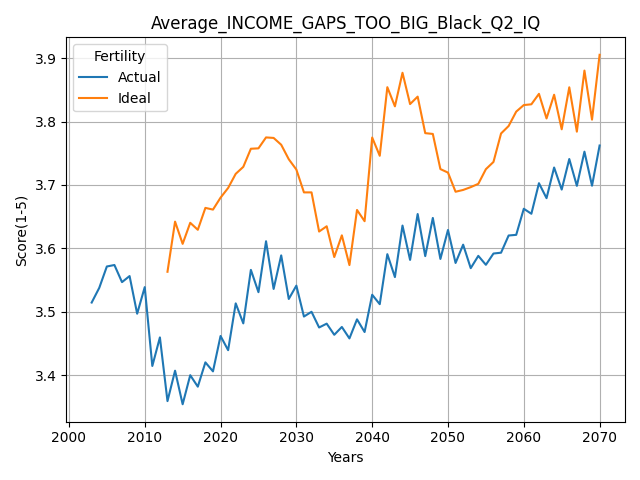 Average_INCOME_GAPS_TOO_BIG_Black_Q2_IQ
Fertility
Actual
Ideal
Score(1-5)
3.9
3.8
3.7
3.6
3.5
3.4
2000 2010 2020 2030 2040 2050 2060 2070
Years